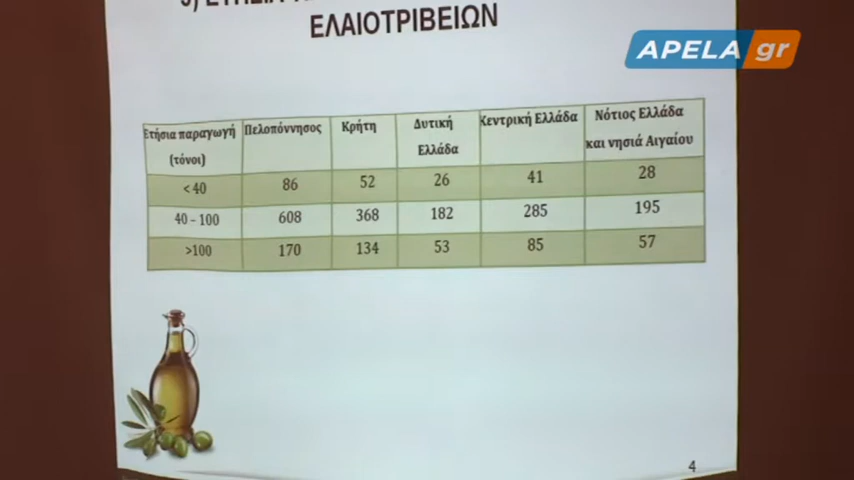 ΕΛΑΙΟΤΡΙΒΕΙΩΝ
APELA gr
Ετήσια παραγωγή (τόνοι) Πελοπόννησος Κρήτη Δυτική Ελλάδα Κεντρική Ελλάδα Νότιος Ελλάδα και νησιά Αιγαίου
< 40 86 52 26 41 28
40 – 100 608 368 182 285 195
>100 170 134 53 85 57
4